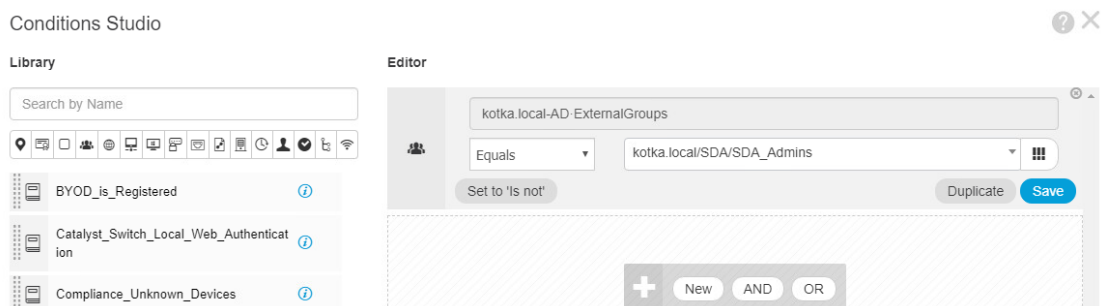 Conditions Studio
Library
Editor
Search by Name
kotka.local-AD·ExternalGroups
Equals
kotka.local/SDA/SDA_Admins
Set to 'Is not'
Duplicate
Save
BYOD_is_Registered
Catalyst_Switch_Local_Web_Authenticat
ion
Compliance_Unknown_Devices
New
AND
OR